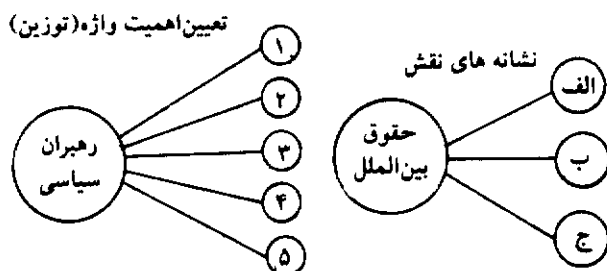 نشانه های نقش
حقوق
بین‌الملل
الف
ب
ج
تعیین‌اهمیت واژه(توزین)
رهبران
سیاسی
۱
۲
۳
۴
۵